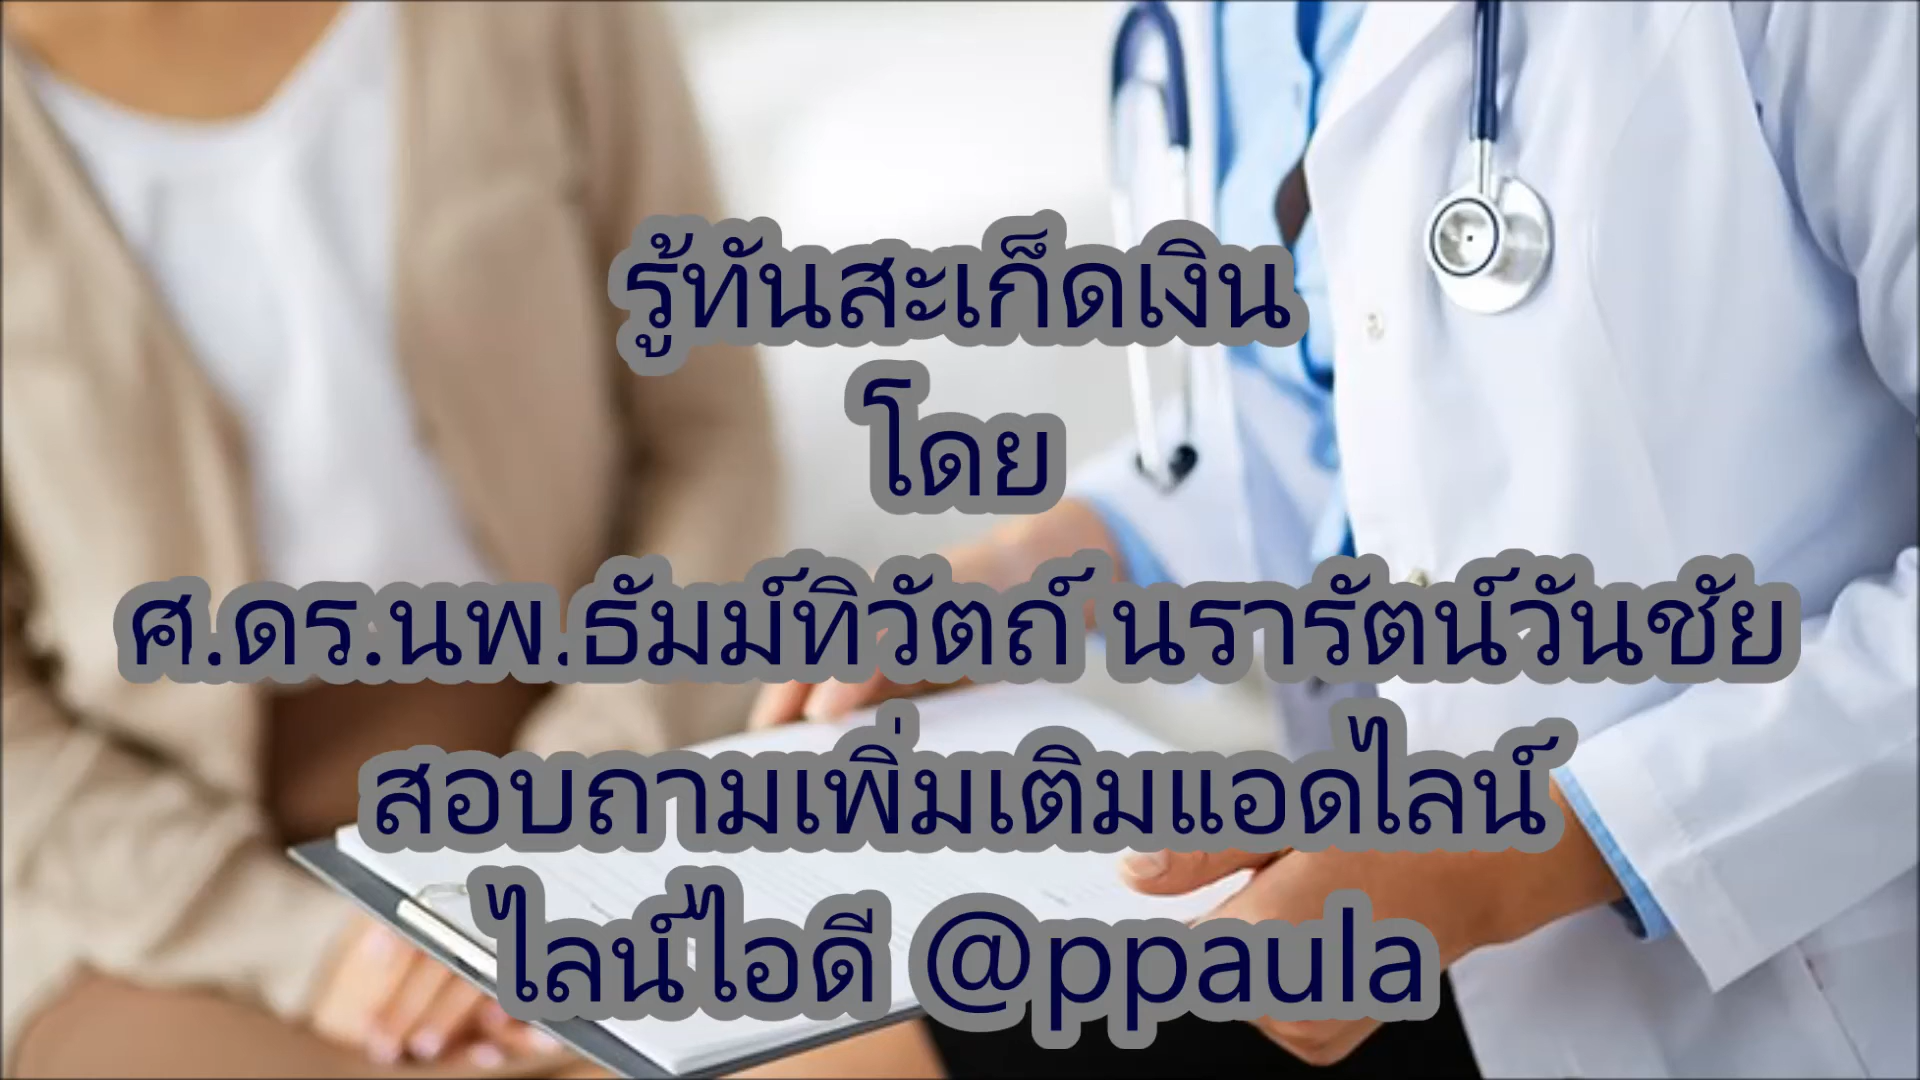 รู้ทันสะเก็ดเงิน
โดย
ศ.ดร.นพ.ธัมม์ทิวัตถ์ นรารัตน์วันชัย
สอบถามเพิ่มเติมแอดไลน์
ไลน์ไอดี @ppaula